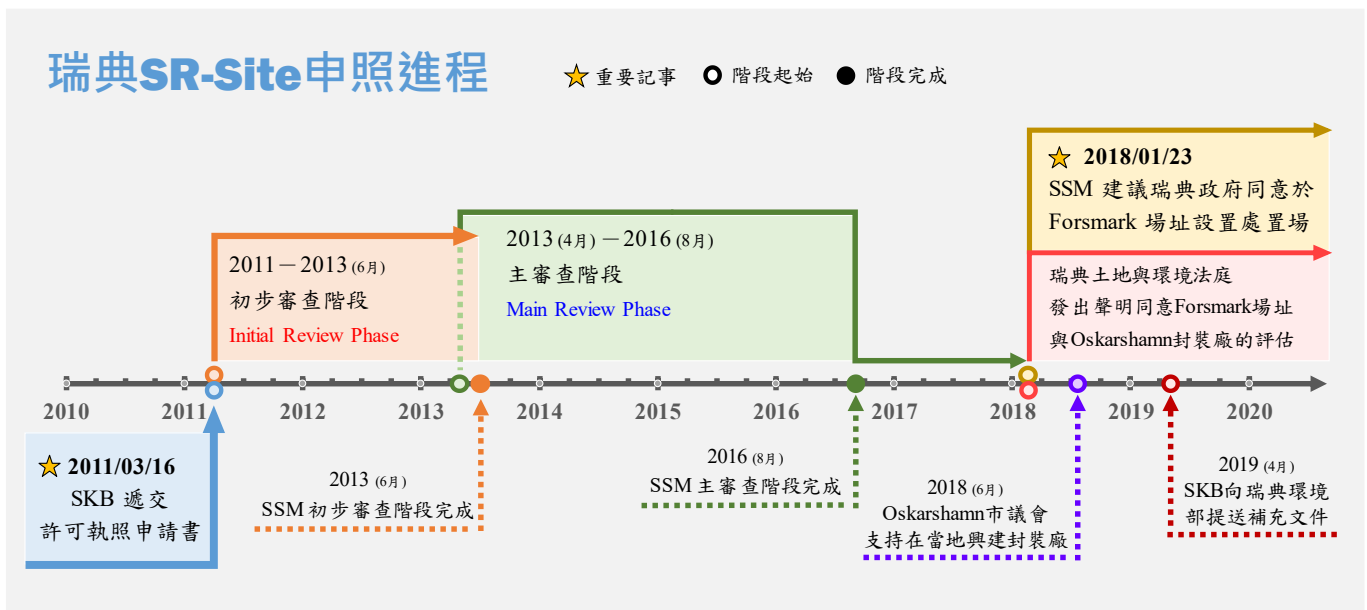 瑞典SR-Site申照進程
重要記事
階段起始
階段完成
2018/01/23
SSM 建議瑞典政府同意於
Forsmark 場址設置處置場
2011－2013 (6月)
初步審查階段
Initial Review Phase
2013 (4月)－2016 (8月)
主審查階段
Main Review Phase
瑞典土地與環境法庭
發出聲明同意Forsmark場址
與Oskarshamn封裝廠的評估
2010
2011
2012
2013
2014
2015
2016
2017
2018
2019
2020
2011/03/16
SKB 遞交
許可執照申請書
2013 (6月)
SSM初步審查階段完成
2016 (8月)
SSM主審查階段完成
2018 (6月)
Oskarshamn市議會
支持在當地興建封裝廠
2019 (4月)
SKB向瑞典環境
部提送補充文件